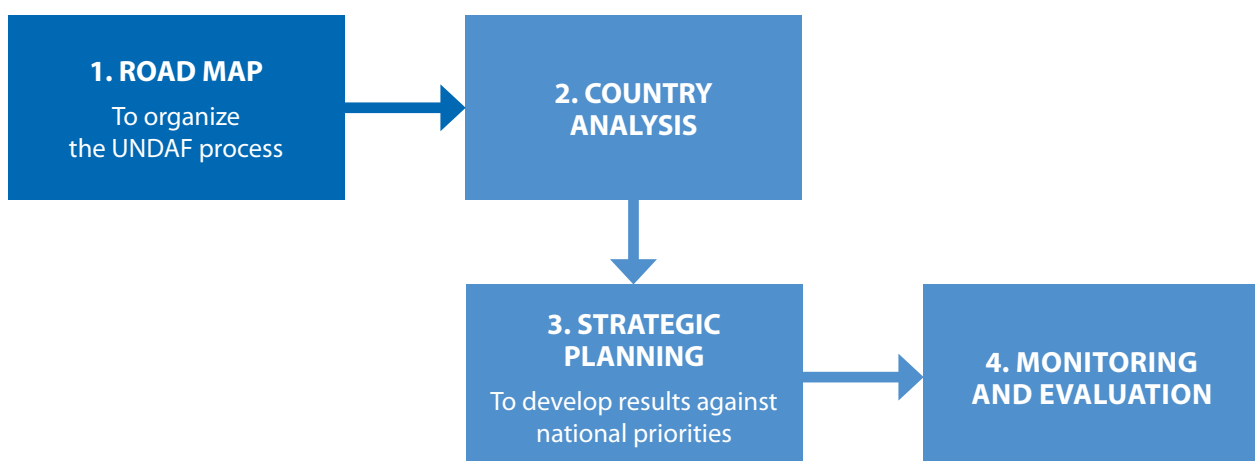 1. ROAD MAP
To organize
the UNDAF process
2. COUNTRY
ANALYSIS
3. STRATEGIC
PLANNING
To develop results against
national priorities
4. MONITORING
AND EVALUATION